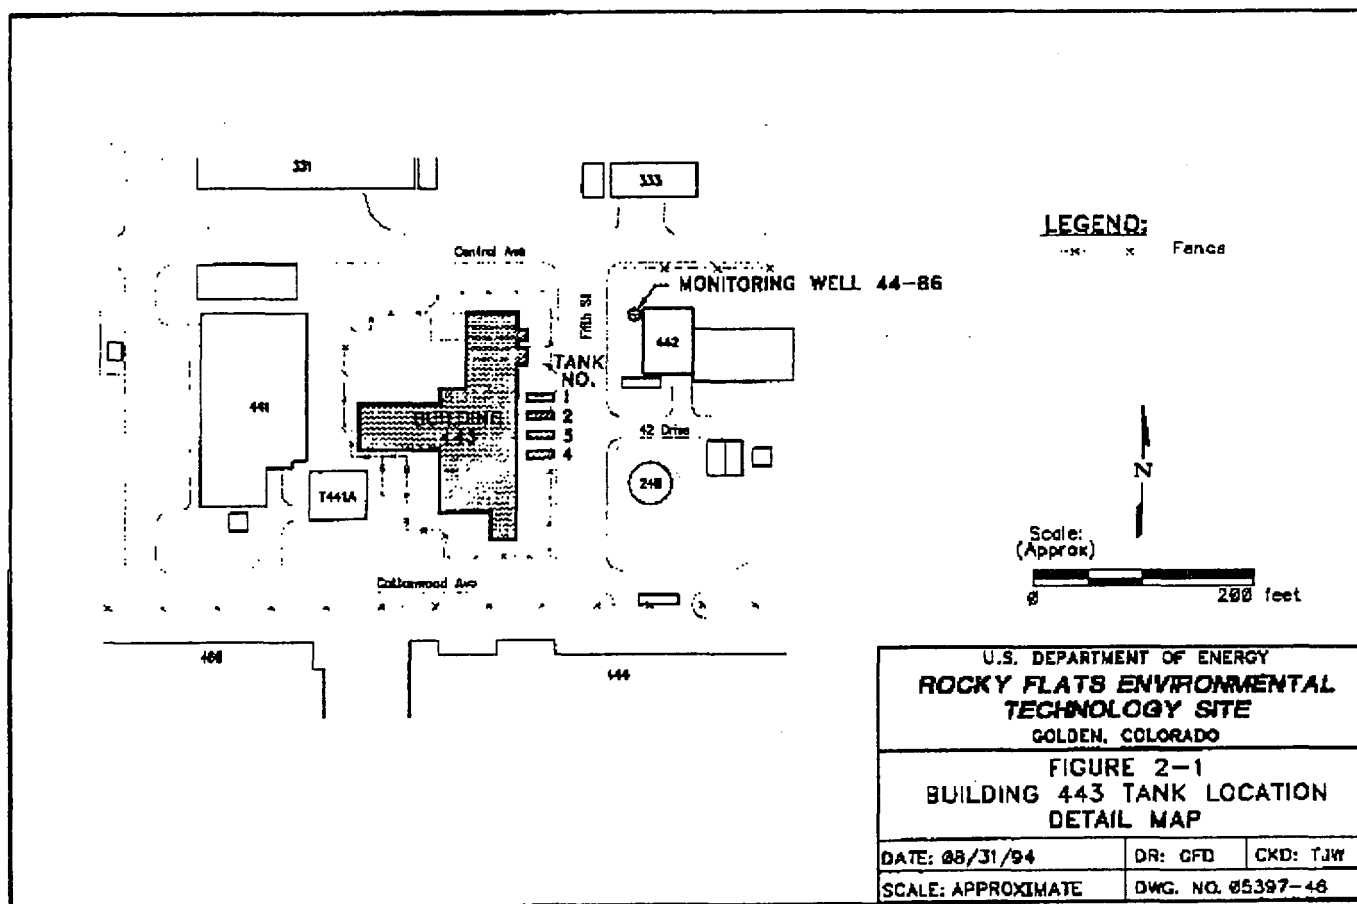 331
333
LEGEND:
Fence
Central Ave
MONITORING WELL 44-86
Fifth St
442
TANK
NO.
1
441
BUILDING
2
443
42 Drive
3
4
T441A
N
Scale:
(Approx)
0 200 feet
Cottonwood Ave
444
U.S. DEPARTMENT OF ENERGY
ROCKY FLATS ENVIRONMENTAL
TECHNOLOGY SITE
GOLDEN, COLORADO
FIGURE 2-1
BUILDING 443 TANK LOCATION
DETAIL MAP
DATE: 08/31/94
DR: GFD
CKD: TJW
SCALE: APPROXIMATE
DWG. NO. 05397-46